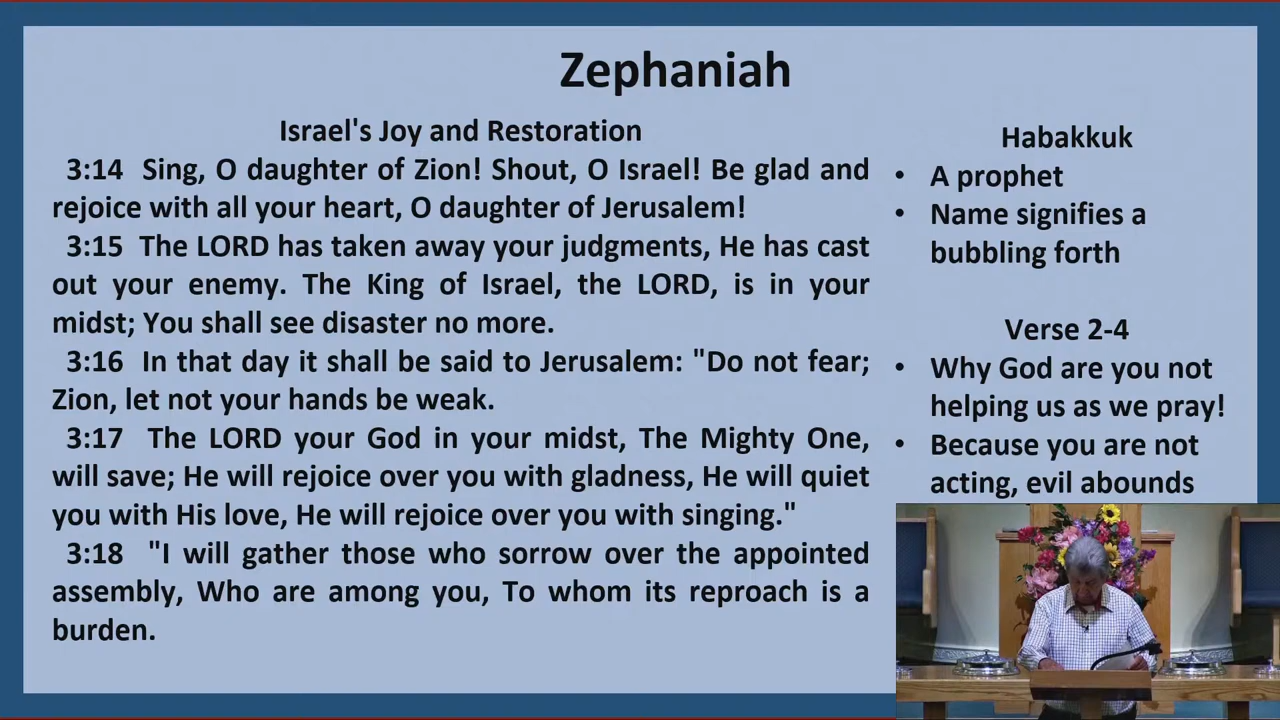 Zephaniah
Israel's Joy and Restoration
3:14 Sing, O daughter of Zion! Shout, O Israel! Be glad and
rejoice with all your heart, O daughter of Jerusalem!
3:15 The LORD has taken away your judgments, He has cast
out your enemy. The King of Israel, the LORD, is in your
midst; You shall see disaster no more.
3:16 In that day it shall be said to Jerusalem: "Do not fear;
Zion, let not your hands be weak.
3:17 The LORD your God in your midst, The Mighty One,
will save; He will rejoice over you with gladness, He will quiet
you with His love, He will rejoice over you with singing."
3:18 "I will gather those who sorrow over the appointed
assembly, Who are among you, To whom its reproach is a
burden.
Habakkuk
• A prophet
• Name signifies a
bubbling forth
Verse 2-4
• Why God are you not
helping us as we pray!
• Because you are not
acting, evil abounds